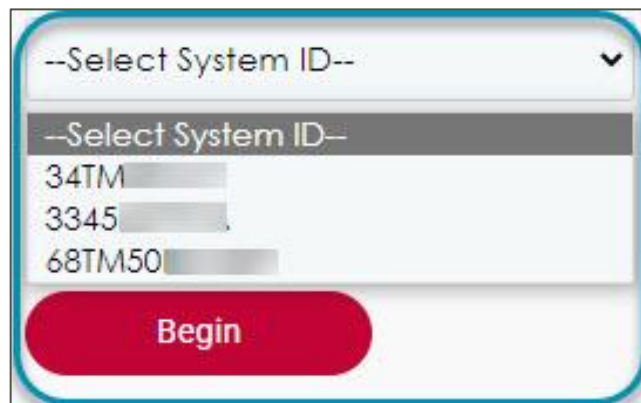 --Select System ID--
--Select System ID--
34TM
3345
68TM50
Begin